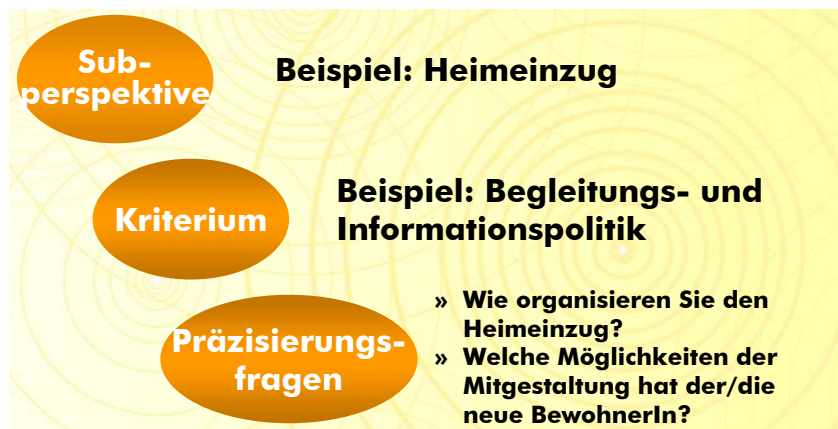 Sub-
perspektive
Beispiel: Heimeinzug
Kriterium
Beispiel: Begleitungs- und
Informationspolitik
Präzisierungs-
fragen
» Wie organisieren Sie den
Heimeinzug?
» Welche Möglichkeiten der
Mitgestaltung hat der/die
neue BewohnerIn?